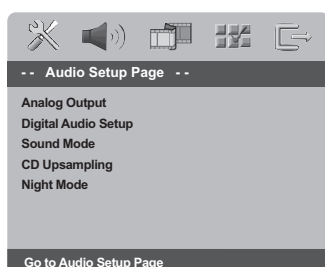 -- Audio Setup Page --
Analog Output
Digital Audio Setup
Sound Mode
CD Upsampling
Night Mode
Go to Audio Setup Page